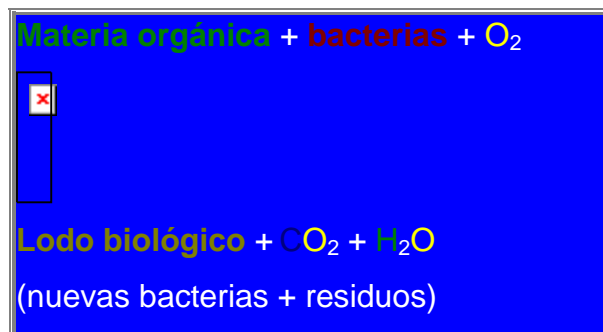 Materia orgánica + bacterias + O₂
Lodo biológico + CO₂ + H₂O
(nuevas bacterias + residuos)